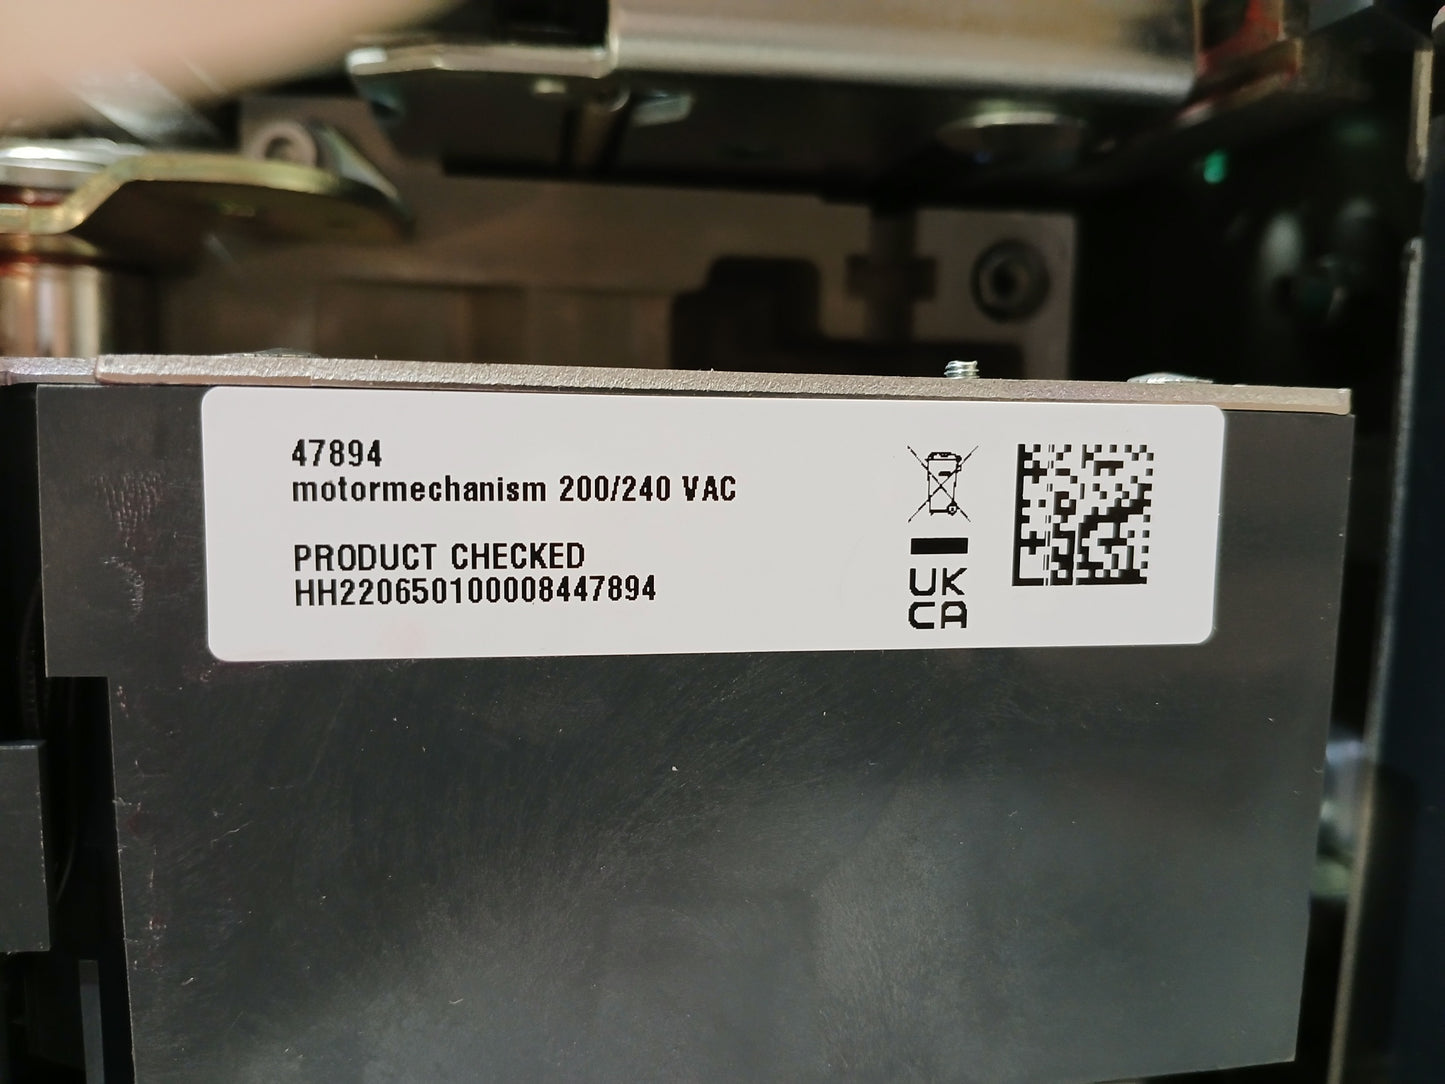 47894
motormechanism 200/240 VAC
PRODUCT CHECKED
HH220650100008447894
UK
CA